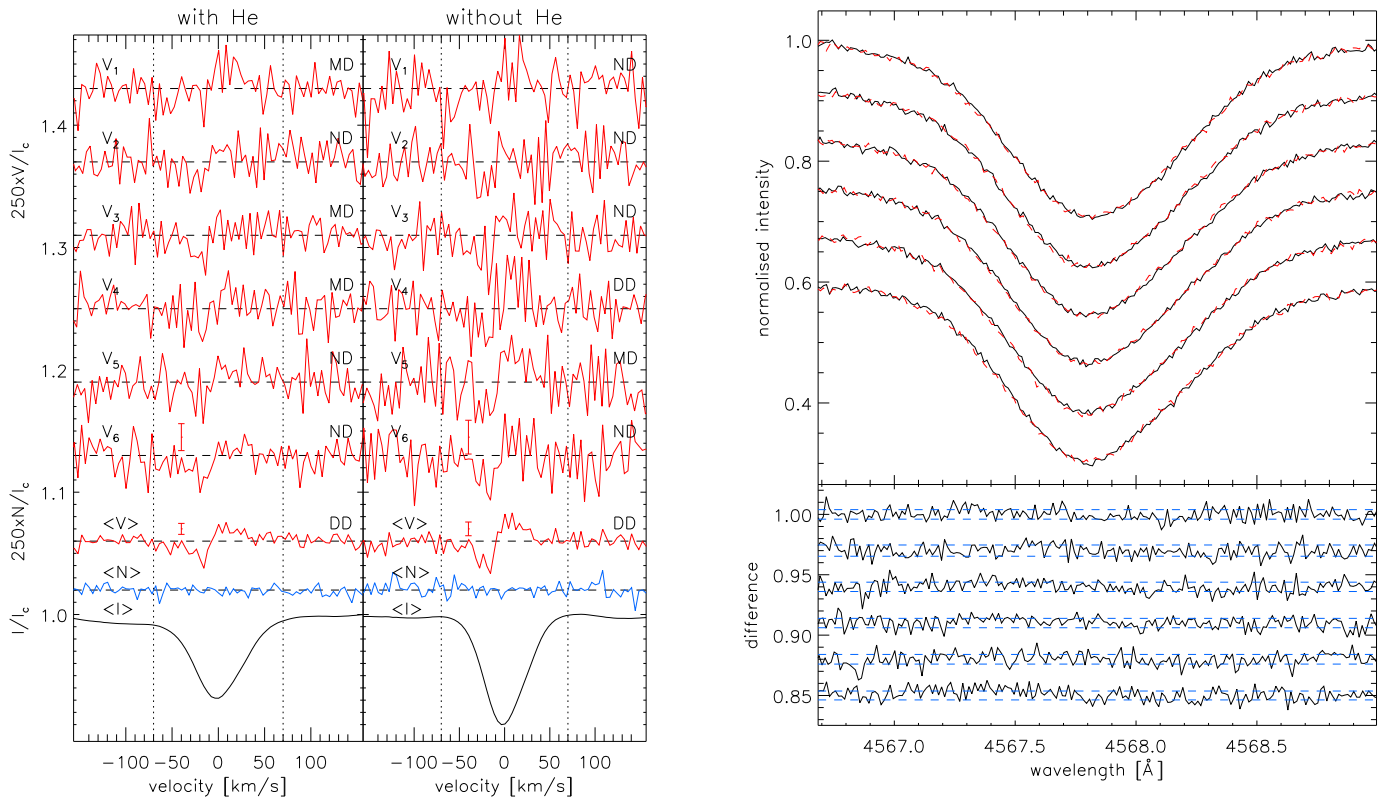 with He
without He
250xV/Ic
250xN/Ic
I/Ic
1.4
1.3
1.2
1.1
1.0
V1 MD
V2 ND
V3 MD
V4 MD
V5 ND
V6 ND
<V> DD
<N>
<I>
V1 ND
V2 ND
V3 ND
V4 DD
V5 MD
V6 ND
<V> DD
<N>
<I>
-100 -50 0 50 100
-100 -50 0 50 100
velocity [km/s]
velocity [km/s]
normalised intensity
1.0
0.8
0.6
0.4
difference
1.00
0.95
0.90
0.85
4567.0 4567.5 4568.0 4568.5
wavelength [Å]